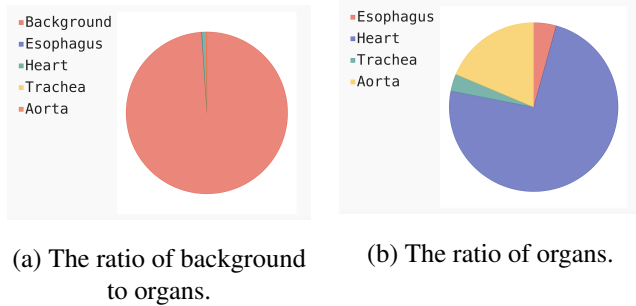 Background
Esophagus
Heart
Trachea
Aorta
(a) The ratio of background
to organs.
Esophagus
Heart
Trachea
Aorta
(b) The ratio of organs.